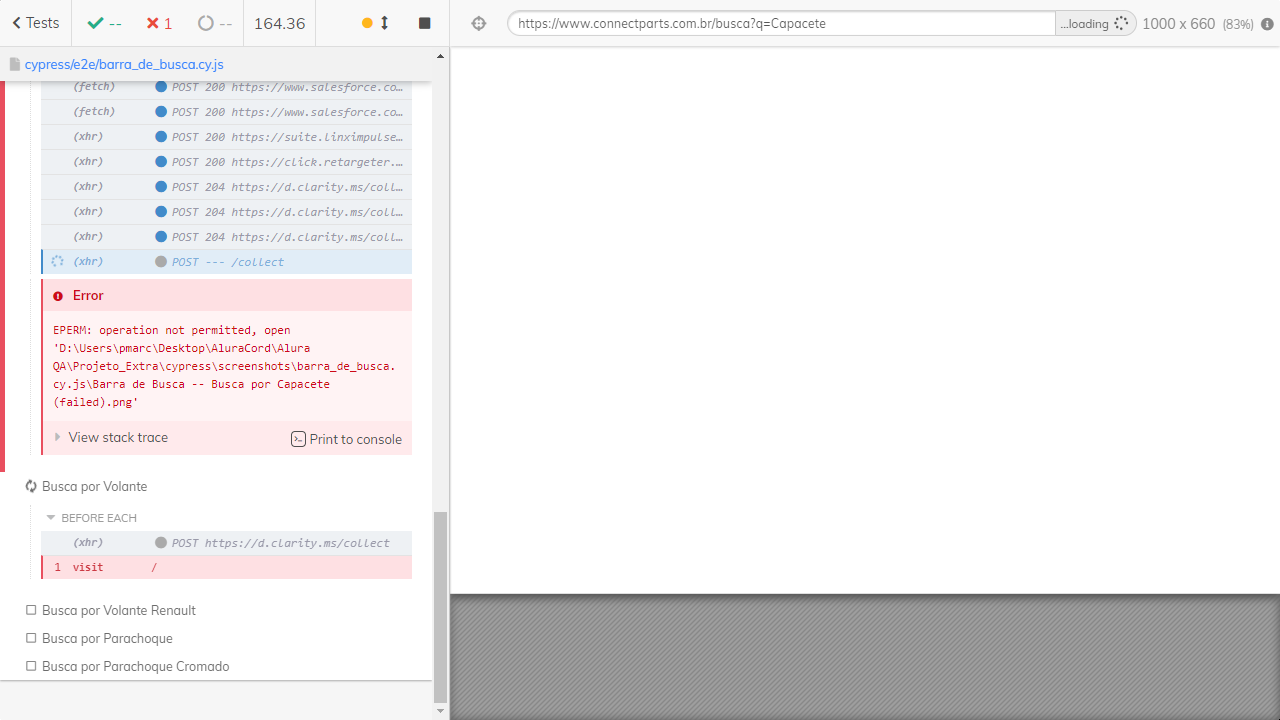 Tests
--
1
--
164.36
https://www.connectparts.com.br/busca?q=Capacete
...loading
1000 x 660 (83%)
cypress/e2e/barra_de_busca.cy.js
(fetch) POST 200 https://www.salesforce.co…
(fetch) POST 200 https://www.salesforce.co…
(xhr) POST 200 https://suite.linximpulse…
(xhr) POST 200 https://click.retargeter.…
(xhr) POST 204 https://d.clarity.ms/coll…
(xhr) POST 204 https://d.clarity.ms/coll…
(xhr) POST 204 https://d.clarity.ms/coll…
(xhr) POST --- /collect
Error
EPERM: operation not permitted, open
'D:\Users\pmarc\Desktop\AluraCord\Alura
QA\Projeto_Extra\cypress\screenshots\barra_de_busca.
cy.js\Barra de Busca -- Busca por Capacete
(failed).png'
View stack trace
Print to console
Busca por Volante
BEFORE EACH
(xhr) POST https://d.clarity.ms/collect
1 visit /
Busca por Volante Renault
Busca por Parachoque
Busca por Parachoque Cromado